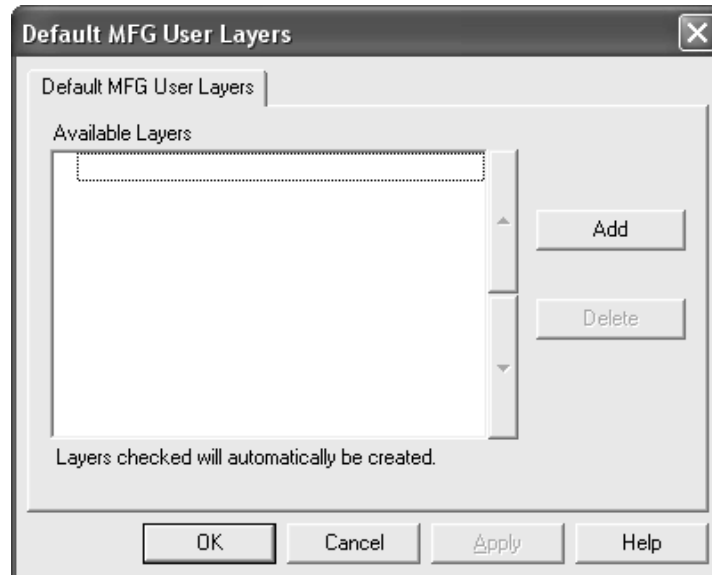 Default MFG User Layers
Default MFG User Layers
Available Layers
Add
Delete
Layers checked will automatically be created.
OK
Cancel
Apply
Help